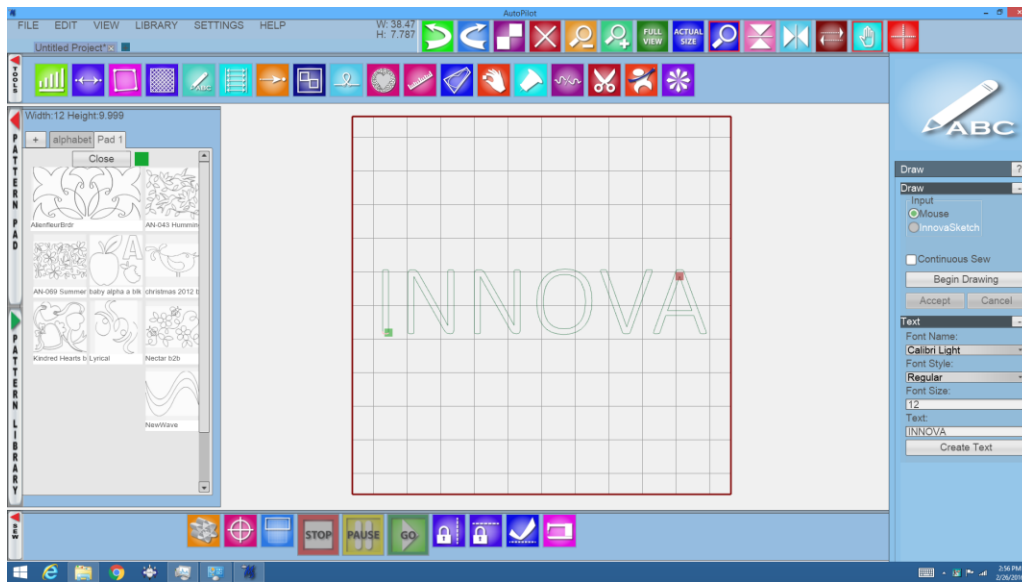 AutoPilot
FILE EDIT VIEW LIBRARY SETTINGS HELP
W: 38.47
H: 7.787
FULL VIEW
ACTUAL SIZE
Untitled Project*
TOOLS
ABC
Width:12 Height:9.999
+ alphabet Pad 1
Close
AlienfleurBrdr
AN-043 Hummin
AN-069 Summer
baby alpha a blk
christmas 2012 b
Kindred Hearts b
Lyrical
Nectar b2b
NewWave
PATTERN PAD
PATTERN LIBRARY
INNOVA
ABC
Draw ?
Draw -
Input
Mouse
InnovaSketch
Continuous Sew
Begin Drawing
Accept Cancel
Text -
Font Name:
Calibri Light
Font Style:
Regular
Font Size:
12
Text:
INNOVA
Create Text
SEW
STOP
PAUSE
GO
2:56 PM